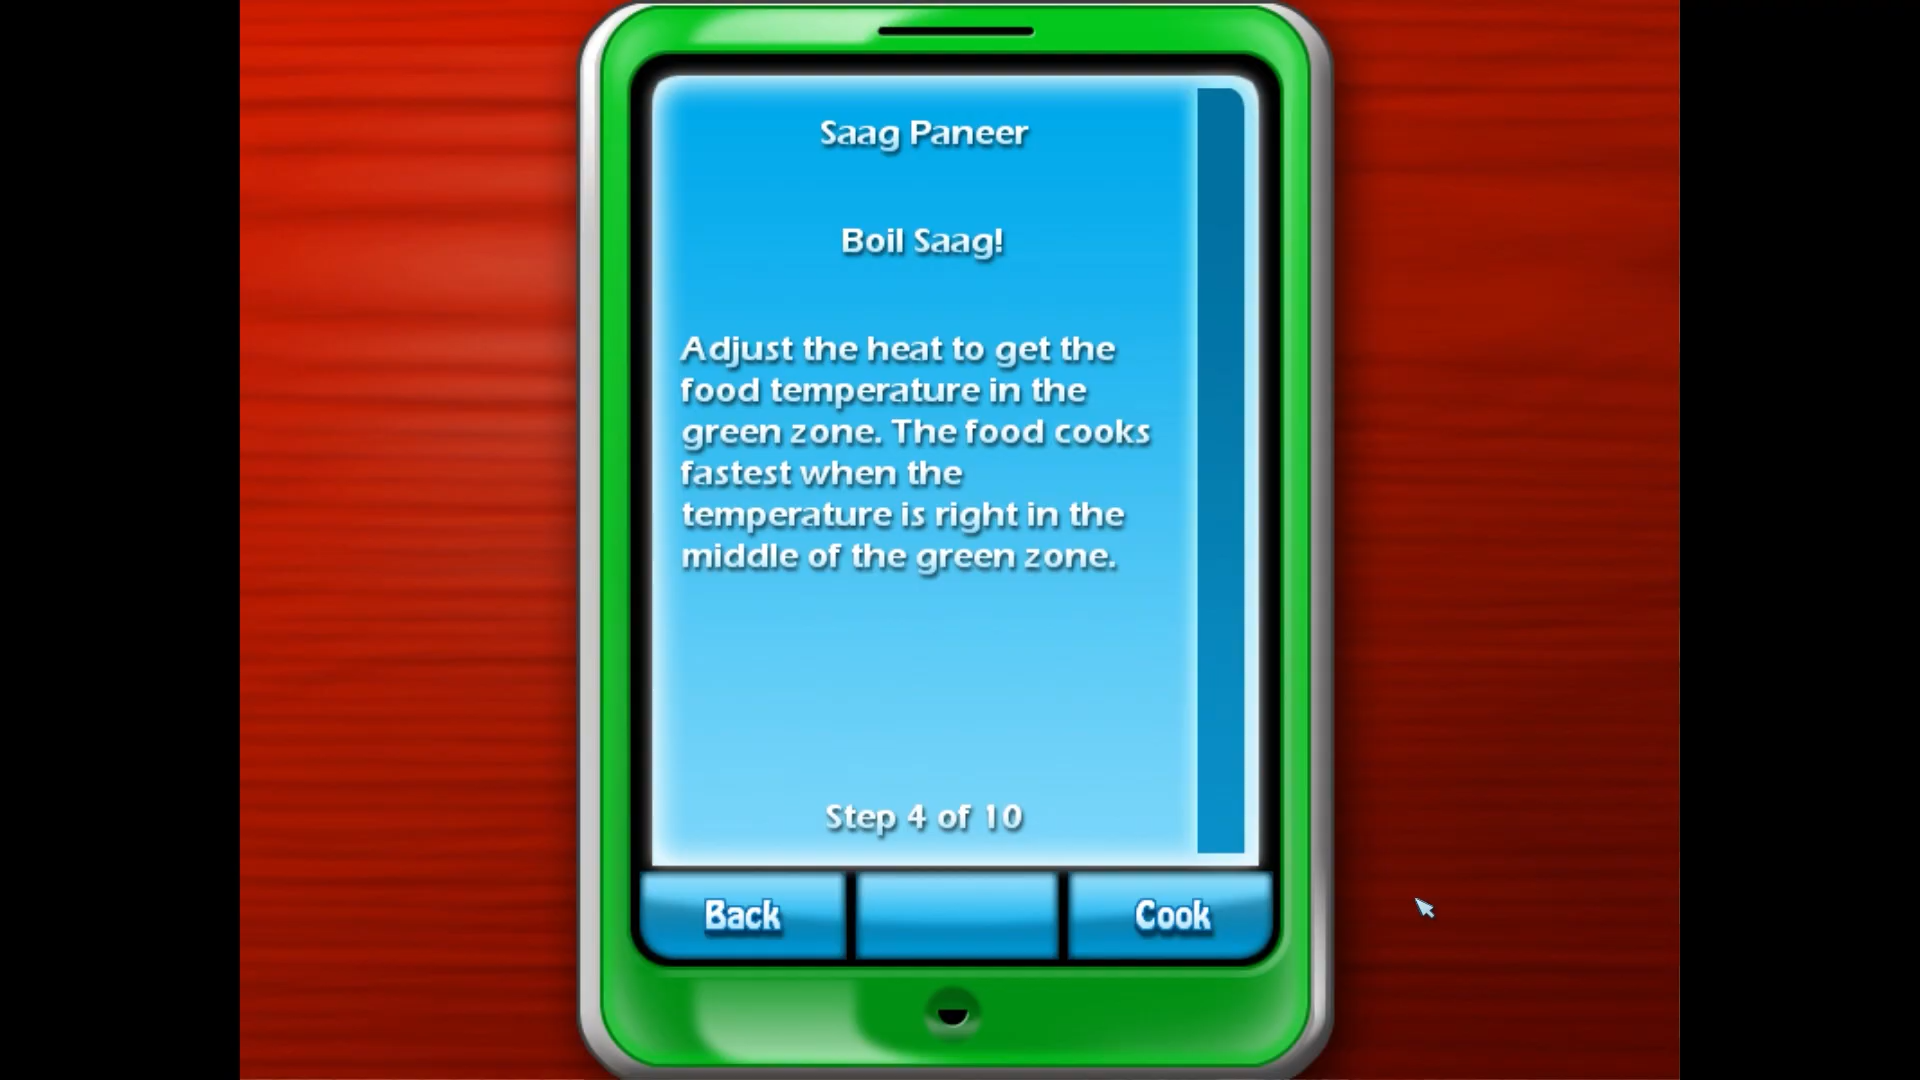 Saag Paneer
Boil Saag!
Adjust the heat to get the
food temperature in the
green zone. The food cooks
fastest when the
temperature is right in the
middle of the green zone.
Step 4 of 10
Back
Cook